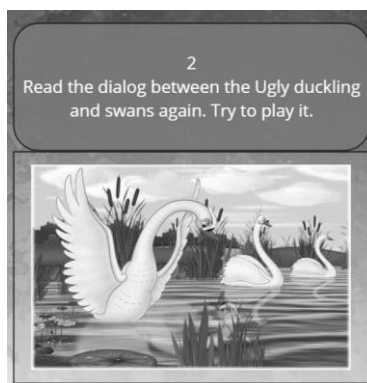 2
Read the dialog between the Ugly duckling
and swans again. Try to play it.